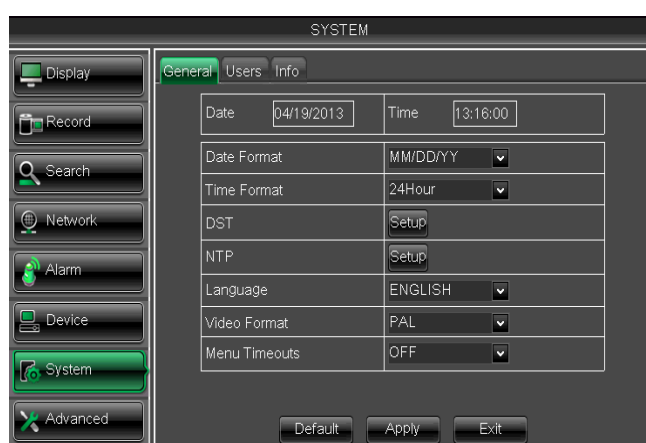 SYSTEM
Display
Record
Search
Network
Alarm
Device
System
Advanced
General Users Info
Date 04/19/2013 Time 13:16:00
Date Format MM/DD/YY
Time Format 24Hour
DST Setup
NTP Setup
Language ENGLISH
Video Format PAL
Menu Timeouts OFF
Default Apply Exit